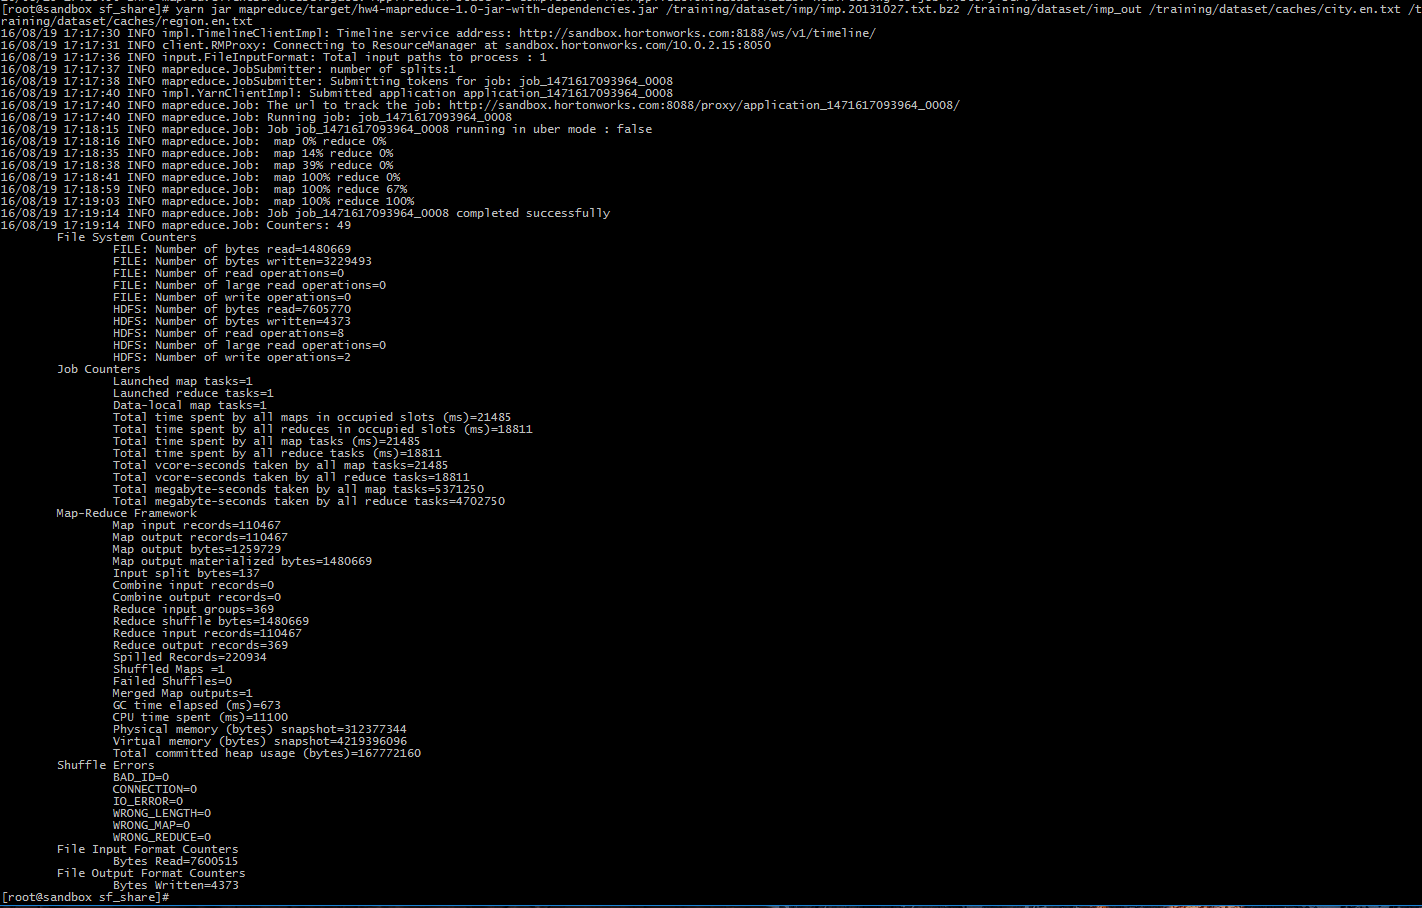 [root@sandbox sf_share]# yarn jar mapreduce/target/hw4-mapreduce-1.0-jar-with-dependencies.jar /training/dataset/imp/imp.20131027.txt.bz2 /training/dataset/imp_out /training/dataset/caches/city.en.txt /t
raining/dataset/caches/region.en.txt
16/08/19 17:17:30 INFO impl.TimelineClientImpl: Timeline service address: http://sandbox.hortonworks.com:8188/ws/v1/timeline/
16/08/19 17:17:31 INFO client.RMProxy: Connecting to ResourceManager at sandbox.hortonworks.com/10.0.2.15:8050
16/08/19 17:17:36 INFO input.FileInputFormat: Total input paths to process : 1
16/08/19 17:17:37 INFO mapreduce.JobSubmitter: number of splits:1
16/08/19 17:17:38 INFO mapreduce.JobSubmitter: Submitting tokens for job: job_1471617093964_0008
16/08/19 17:17:40 INFO impl.YarnClientImpl: Submitted application application_1471617093964_0008
16/08/19 17:17:40 INFO mapreduce.Job: The url to track the job: http://sandbox.hortonworks.com:8088/proxy/application_1471617093964_0008/
16/08/19 17:17:40 INFO mapreduce.Job: Running job: job_1471617093964_0008
16/08/19 17:18:15 INFO mapreduce.Job: Job job_1471617093964_0008 running in uber mode : false
16/08/19 17:18:16 INFO mapreduce.Job:  map 0% reduce 0%
16/08/19 17:18:35 INFO mapreduce.Job:  map 14% reduce 0%
16/08/19 17:18:38 INFO mapreduce.Job:  map 39% reduce 0%
16/08/19 17:18:41 INFO mapreduce.Job:  map 100% reduce 0%
16/08/19 17:18:59 INFO mapreduce.Job:  map 100% reduce 67%
16/08/19 17:19:03 INFO mapreduce.Job:  map 100% reduce 100%
16/08/19 17:19:14 INFO mapreduce.Job: Job job_1471617093964_0008 completed successfully
16/08/19 17:19:14 INFO mapreduce.Job: Counters: 49
File System Counters
FILE: Number of bytes read=1480669
FILE: Number of bytes written=3229493
FILE: Number of read operations=0
FILE: Number of large read operations=0
FILE: Number of write operations=0
HDFS: Number of bytes read=7605770
HDFS: Number of bytes written=4373
HDFS: Number of read operations=8
HDFS: Number of large read operations=0
HDFS: Number of write operations=2
Job Counters
Launched map tasks=1
Launched reduce tasks=1
Data-local map tasks=1
Total time spent by all maps in occupied slots (ms)=21485
Total time spent by all reduces in occupied slots (ms)=18811
Total time spent by all map tasks (ms)=21485
Total time spent by all reduce tasks (ms)=18811
Total vcore-seconds taken by all map tasks=21485
Total vcore-seconds taken by all reduce tasks=18811
Total megabyte-seconds taken by all map tasks=5371250
Total megabyte-seconds taken by all reduce tasks=4702750
Map-Reduce Framework
Map input records=110467
Map output records=110467
Map output bytes=1259729
Map output materialized bytes=1480669
Input split bytes=137
Combine input records=0
Combine output records=0
Reduce input groups=369
Reduce shuffle bytes=1480669
Reduce input records=110467
Reduce output records=369
Spilled Records=220934
Shuffled Maps =1
Failed Shuffles=0
Merged Map outputs=1
GC time elapsed (ms)=673
CPU time spent (ms)=11100
Physical memory (bytes) snapshot=312377344
Virtual memory (bytes) snapshot=4219396096
Total committed heap usage (bytes)=167772160
Shuffle Errors
BAD_ID=0
CONNECTION=0
IO_ERROR=0
WRONG_LENGTH=0
WRONG_MAP=0
WRONG_REDUCE=0
File Input Format Counters
Bytes Read=7600515
File Output Format Counters
Bytes Written=4373
[root@sandbox sf_share]#